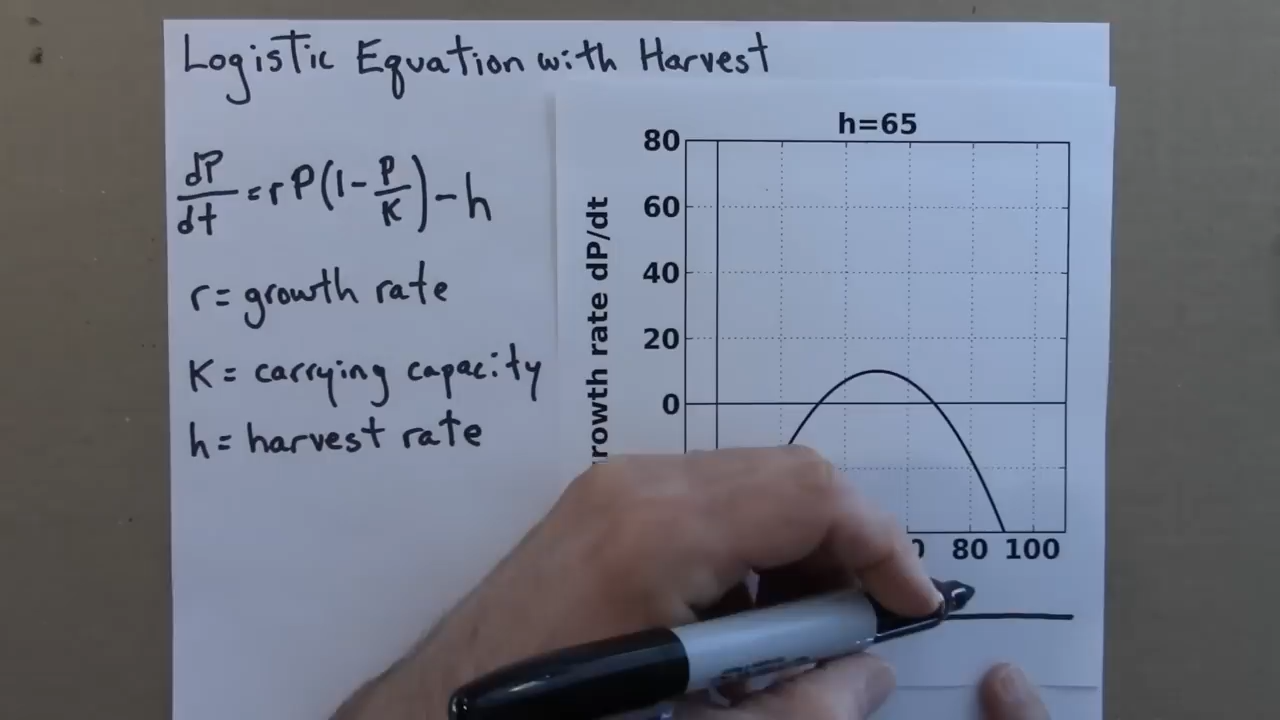 Logistic Equation with Harvest
dP/dt = rP(1 - P/K) - h
r = growth rate
K = carrying capacity
h = harvest rate
h=65
80
60
40
20
0
rate dP/dt
80 100